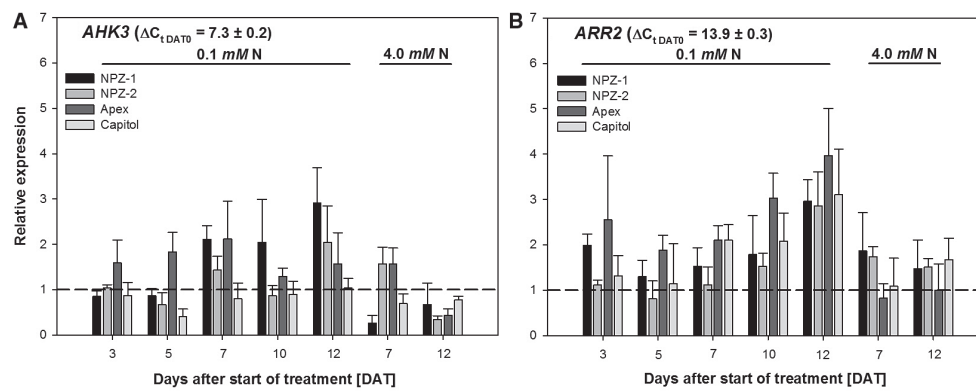 A
AHK3 (ΔCt DAT0 = 7.3 ± 0.2)
0.1 mM N
4.0 mM N
NPZ-1
NPZ-2
Apex
Capitol
Relative expression
7
6
5
4
3
2
1
0
3 5 7 10 12 7 12
Days after start of treatment [DAT]
B
ARR2 (ΔCt DAT0 = 13.9 ± 0.3)
0.1 mM N
4.0 mM N
NPZ-1
NPZ-2
Apex
Capitol
7
6
5
4
3
2
1
0
3 5 7 10 12 7 12
Days after start of treatment [DAT]